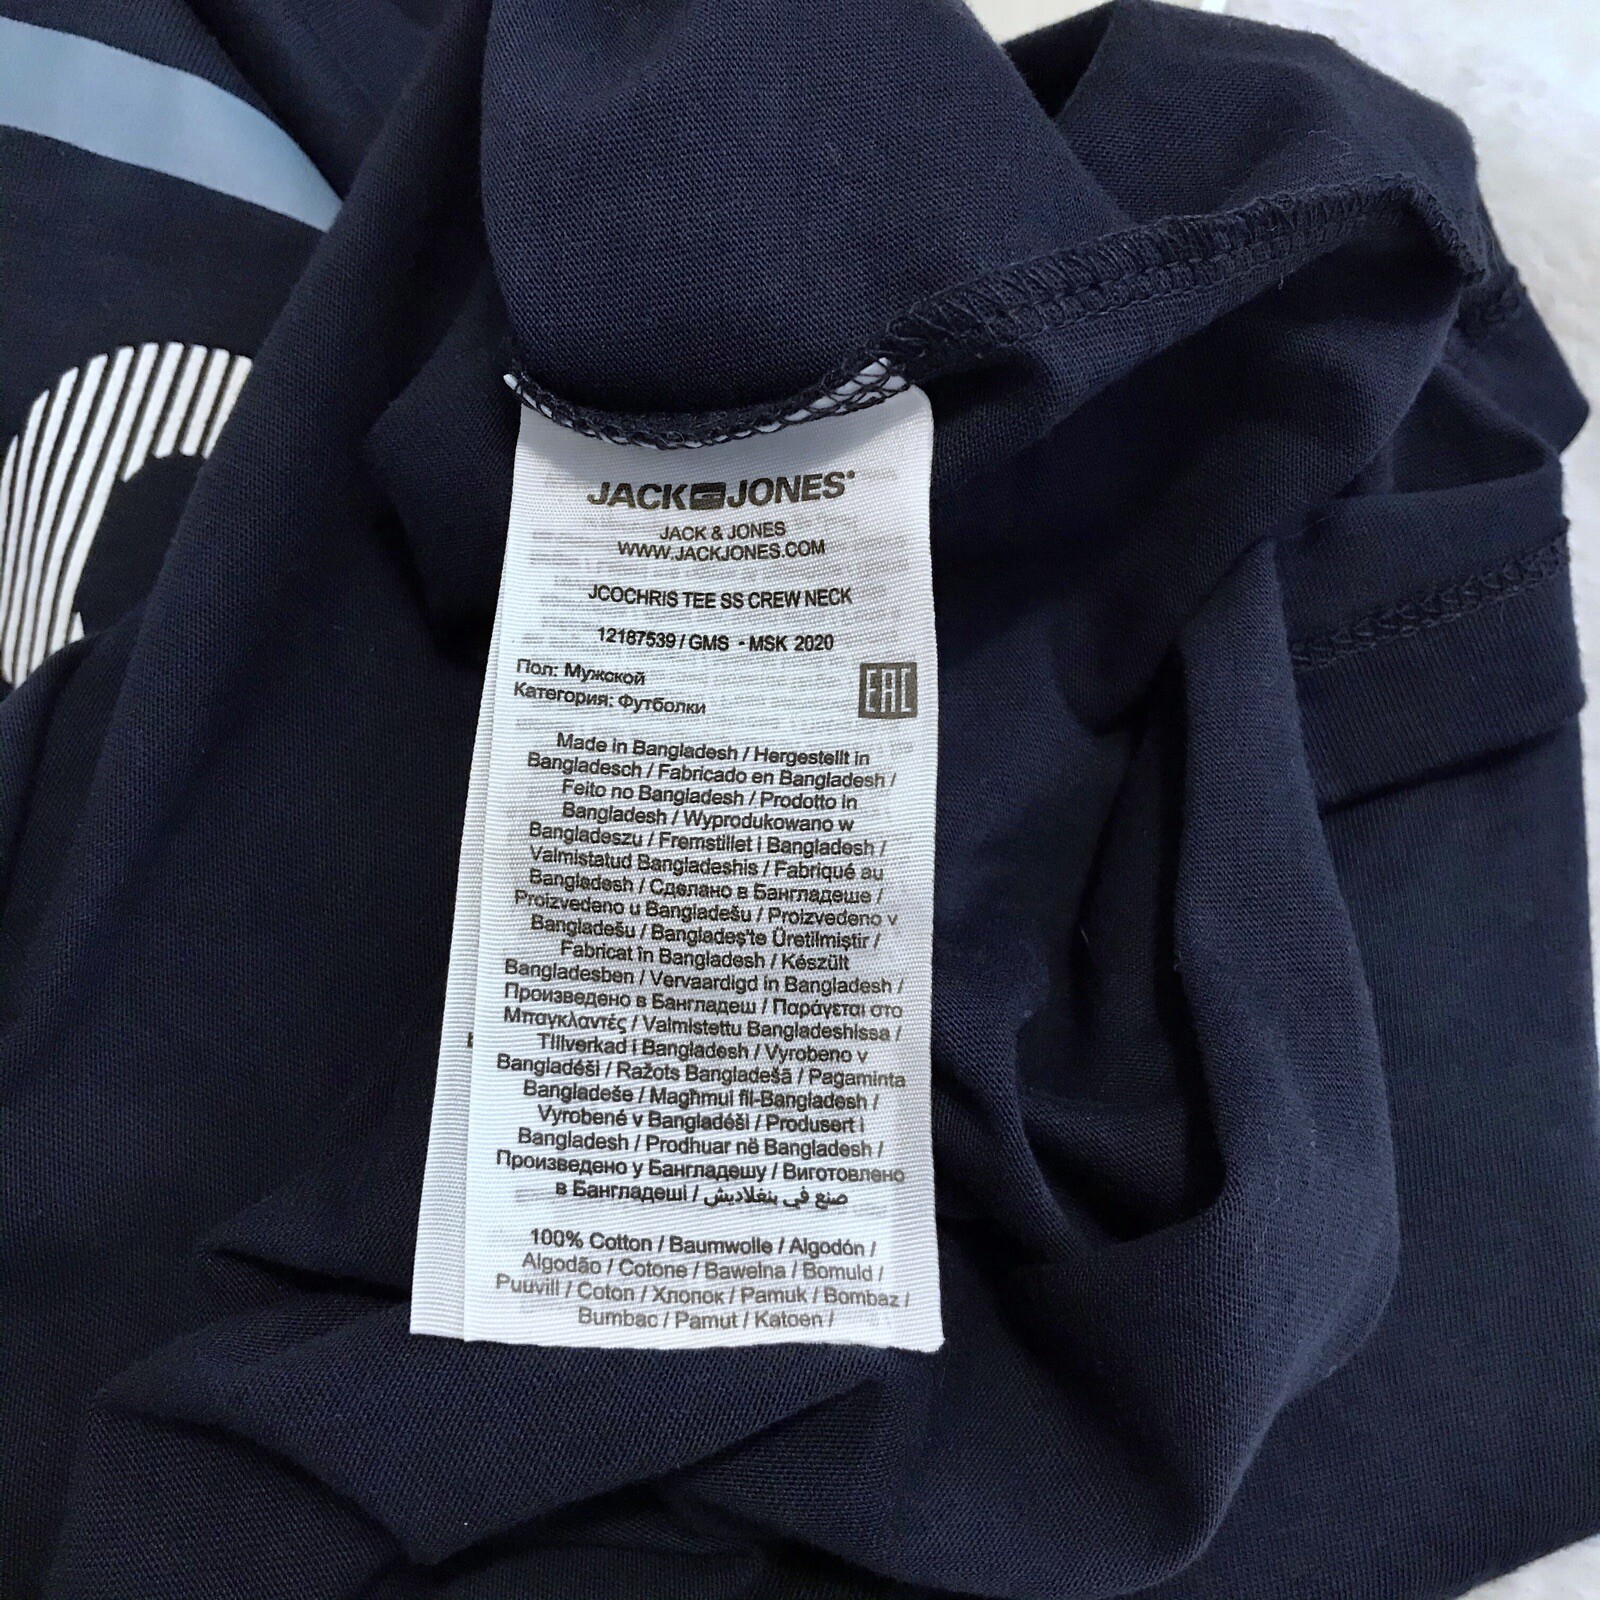 JACK JONES
JACK & JONES
WWW.JACKJONES.COM
JCOCHRIS TEE SS CREW NECK
12187539 / GMS - MSK 2020
Пол: Мужской
Категория: Футболки
EAC
Made in Bangladesh / Hergestellt in
Bangladesch / Fabricado en Bangladesh /
Feito no Bangladesh / Prodotto in
Bangladesh / Wyprodukowano w
Bangladeszu / Fremstillet i Bangladesh /
Valmistatud Bangladeshis / Fabriqué au
Bangladesh / Сделано в Бангладеше /
Proizvedeno u Bangladešu / Proizvedeno v
Bangladešu / Bangladeş'te Üretilmiştir /
Fabricat în Bangladesh / Készült
Bangladesben / Vervaardigd in Bangladesh /
Произведено в Бангладеш / Παράγεται στο
Μπαγκλαντές / Valmistettu Bangladeshissa /
Tillverkad i Bangladesh / Vyrobeno v
Bangladéši / Ražots Bangladešā / Pagaminta
Bangladeše / Magħmul fil-Bangladesh /
Vyrobené v Bangladéši / Produsert i
Bangladesh / Prodhuar në Bangladesh /
Произведено у Бангладешу / Виготовлено
в Бангладеші / صنع في بنغلاديش
100% Cotton / Baumwolle / Algodón /
Algodão / Cotone / Bawełna / Bomuld /
Puuvill / Coton / Хлопок / Pamuk / Bombaž /
Bumbac / Pamut / Katoen /